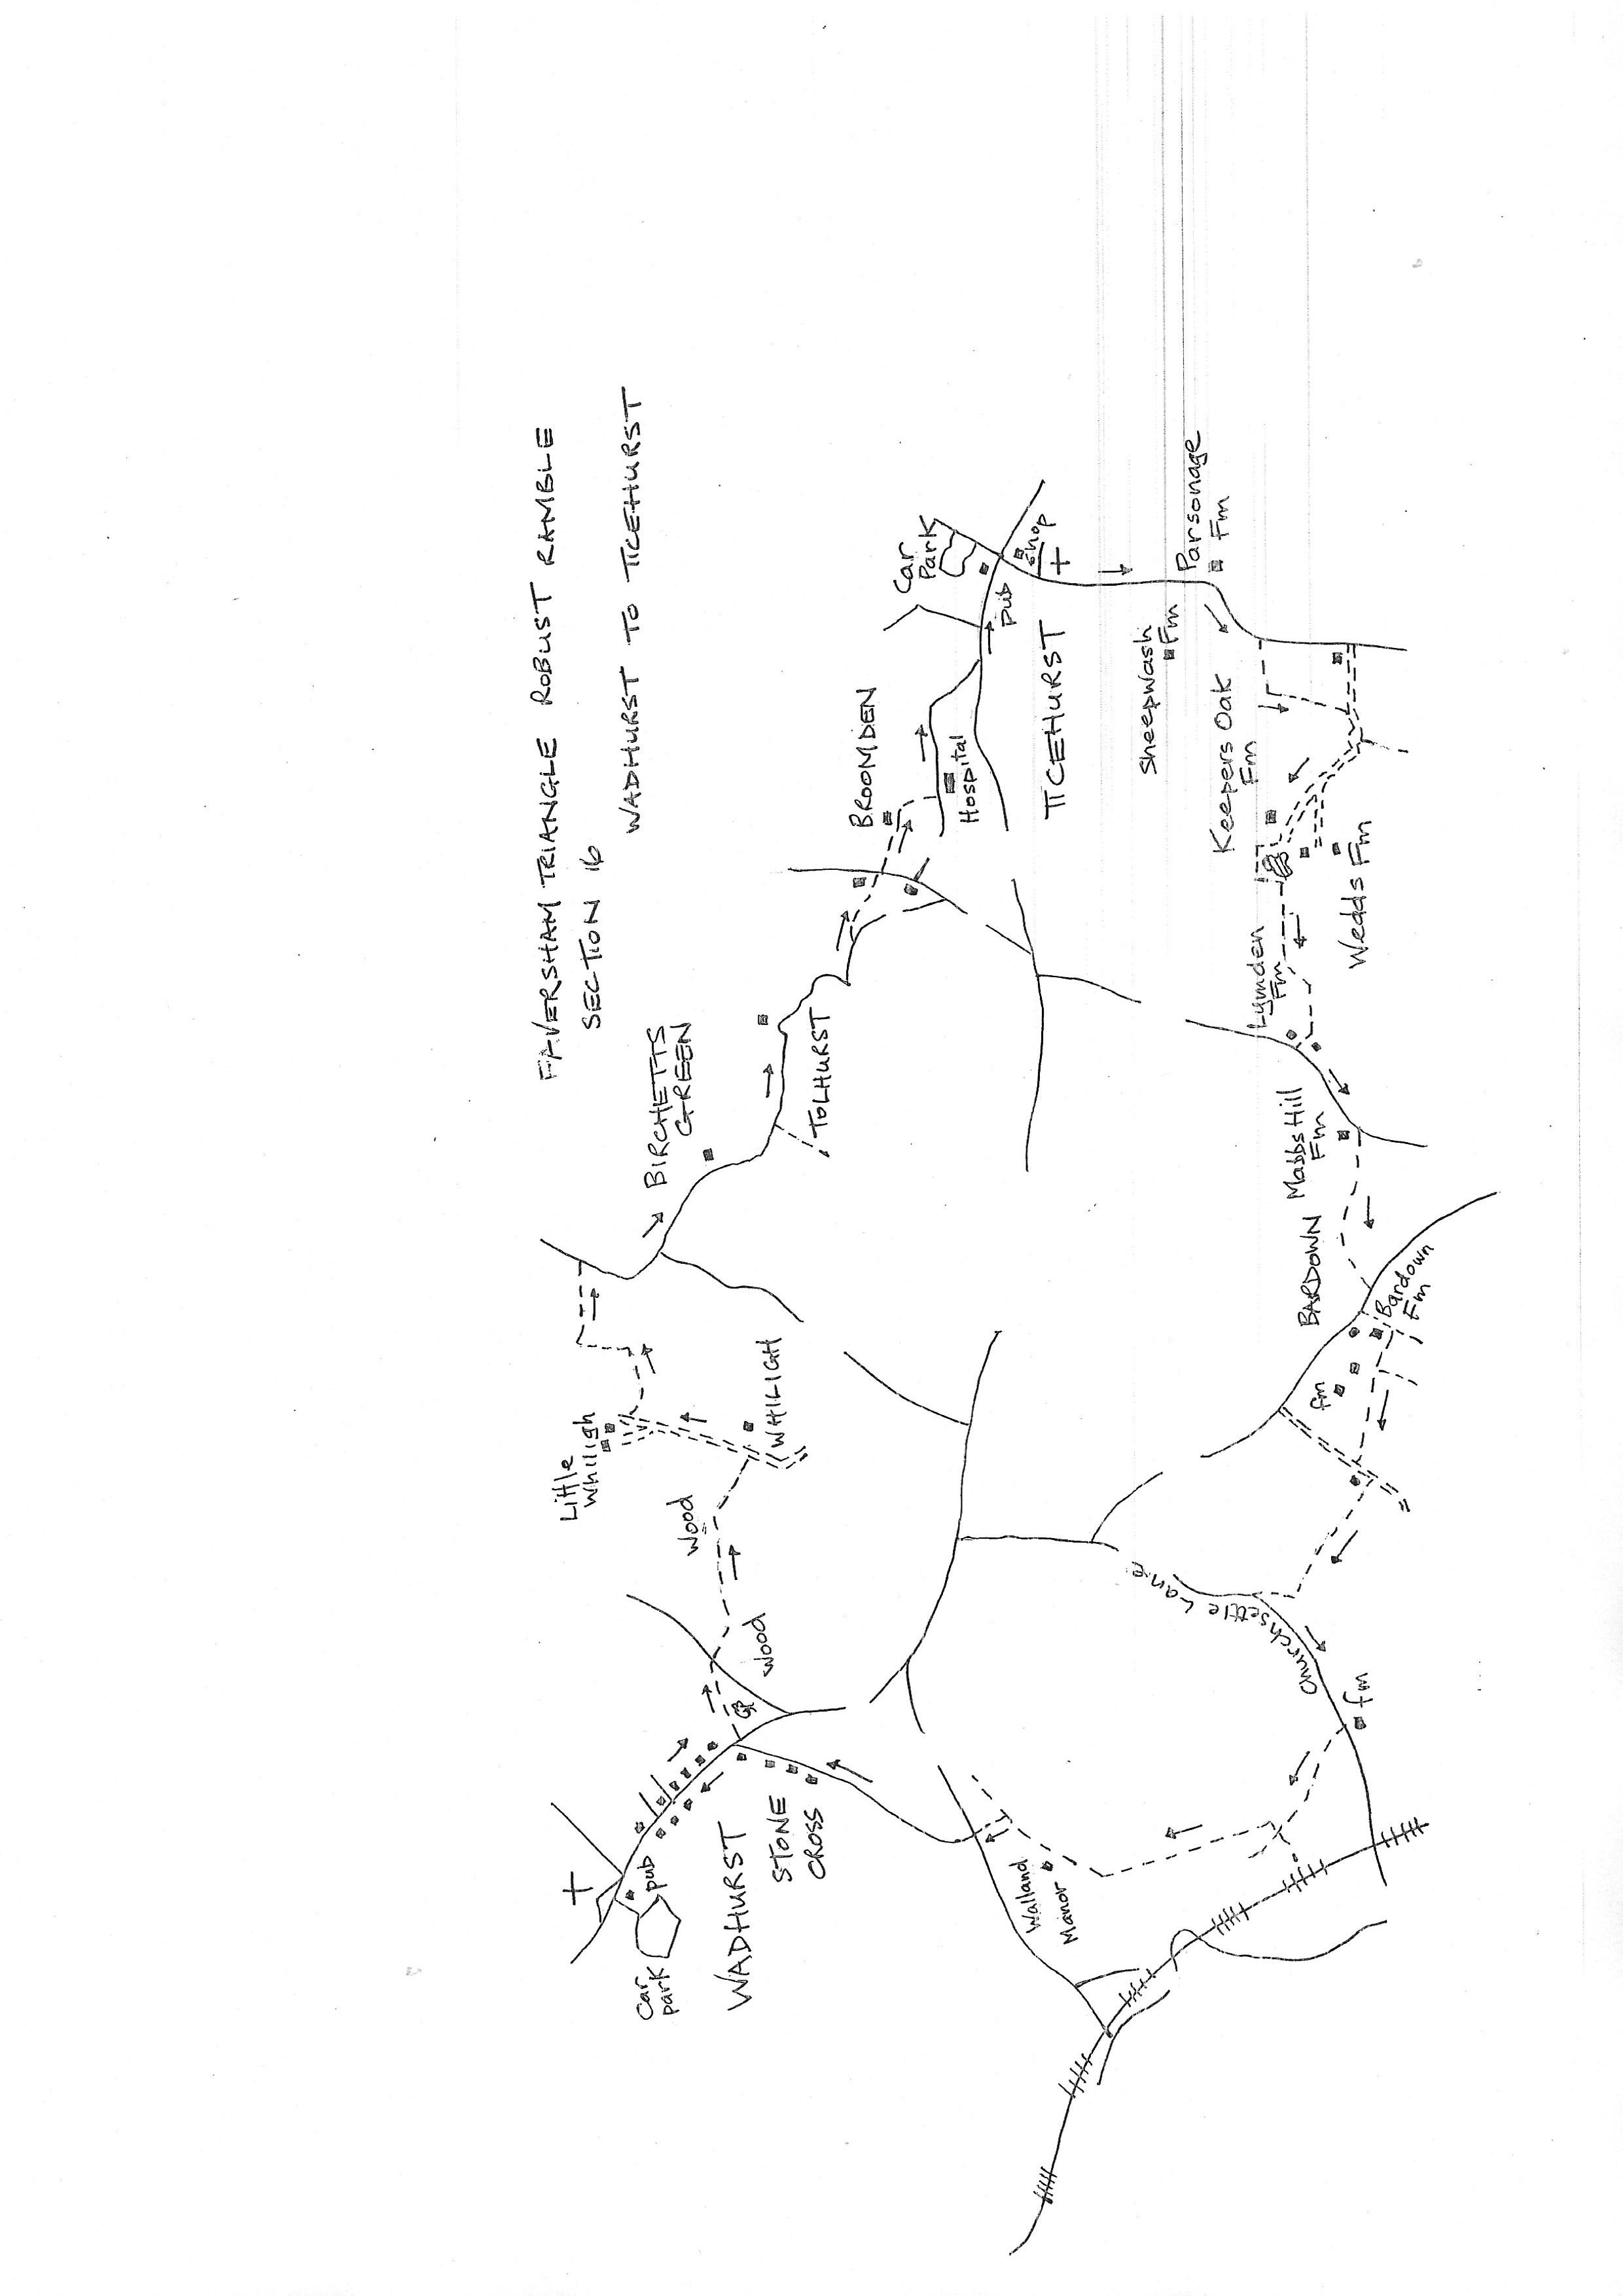 FAVERSHAM TRIANGLE ROBUST RAMBLE
SECTION 16
WADHURST TO TICEHURST
Little
Whiligh
BIRCHETTS
GREEN
Car
park
pub
WADHURST
STONE
CROSS
GP
Wood
Wood
WHILIGH
TOLHURST
BROOMDEN
Hospital
Car
Park
pub
Shop
TICEHURST
Sheepwash
Fm
Parsonage
Fm
Keepers Oak
Fm
Wedds Fm
Lymden
Fm
Mabbs Hill
Fm
BARDOWN
Bardown
Fm
fm
Churchsettle Lane
fm
Walland
Manor